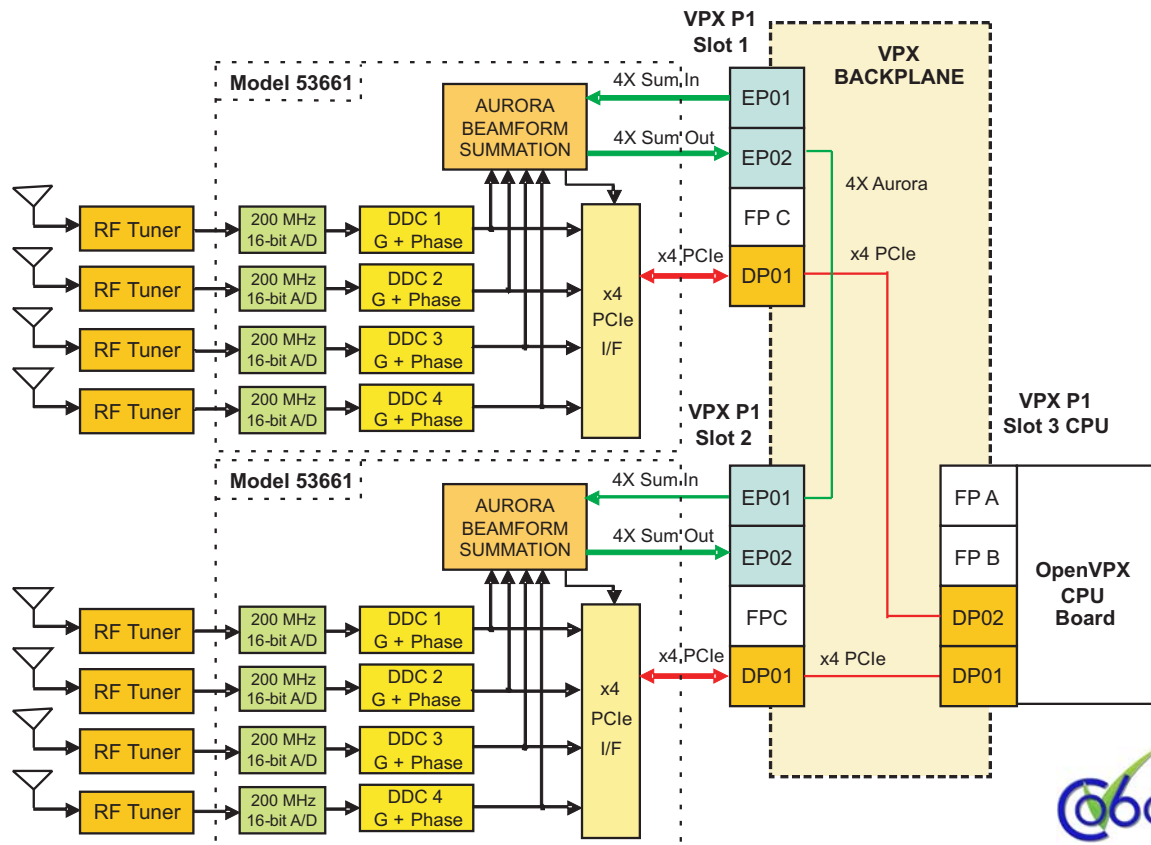 VPX P1
Slot 1
VPX
BACKPLANE
Model 53661
4X Sum In
EP01
AURORA
BEAMFORM
SUMMATION
4X Sum Out
EP02
4X Aurora
FP C
RF Tuner
200 MHz
16-bit A/D
DDC 1
G + Phase
x4 PCIe
DP01
x4 PCIe
RF Tuner
200 MHz
16-bit A/D
DDC 2
G + Phase
x4
PCIe
I/F
RF Tuner
200 MHz
16-bit A/D
DDC 3
G + Phase
RF Tuner
200 MHz
16-bit A/D
DDC 4
G + Phase
VPX P1
Slot 2
VPX P1
Slot 3 CPU
Model 53661
4X Sum In
EP01
FP A
AURORA
BEAMFORM
SUMMATION
4X Sum Out
EP02
FP B
OpenVPX
CPU
Board
FPC
DP02
RF Tuner
200 MHz
16-bit A/D
DDC 1
G + Phase
x4 PCIe
DP01
x4 PCIe
DP01
RF Tuner
200 MHz
16-bit A/D
DDC 2
G + Phase
x4
PCIe
I/F
RF Tuner
200 MHz
16-bit A/D
DDC 3
G + Phase
RF Tuner
200 MHz
16-bit A/D
DDC 4
G + Phase